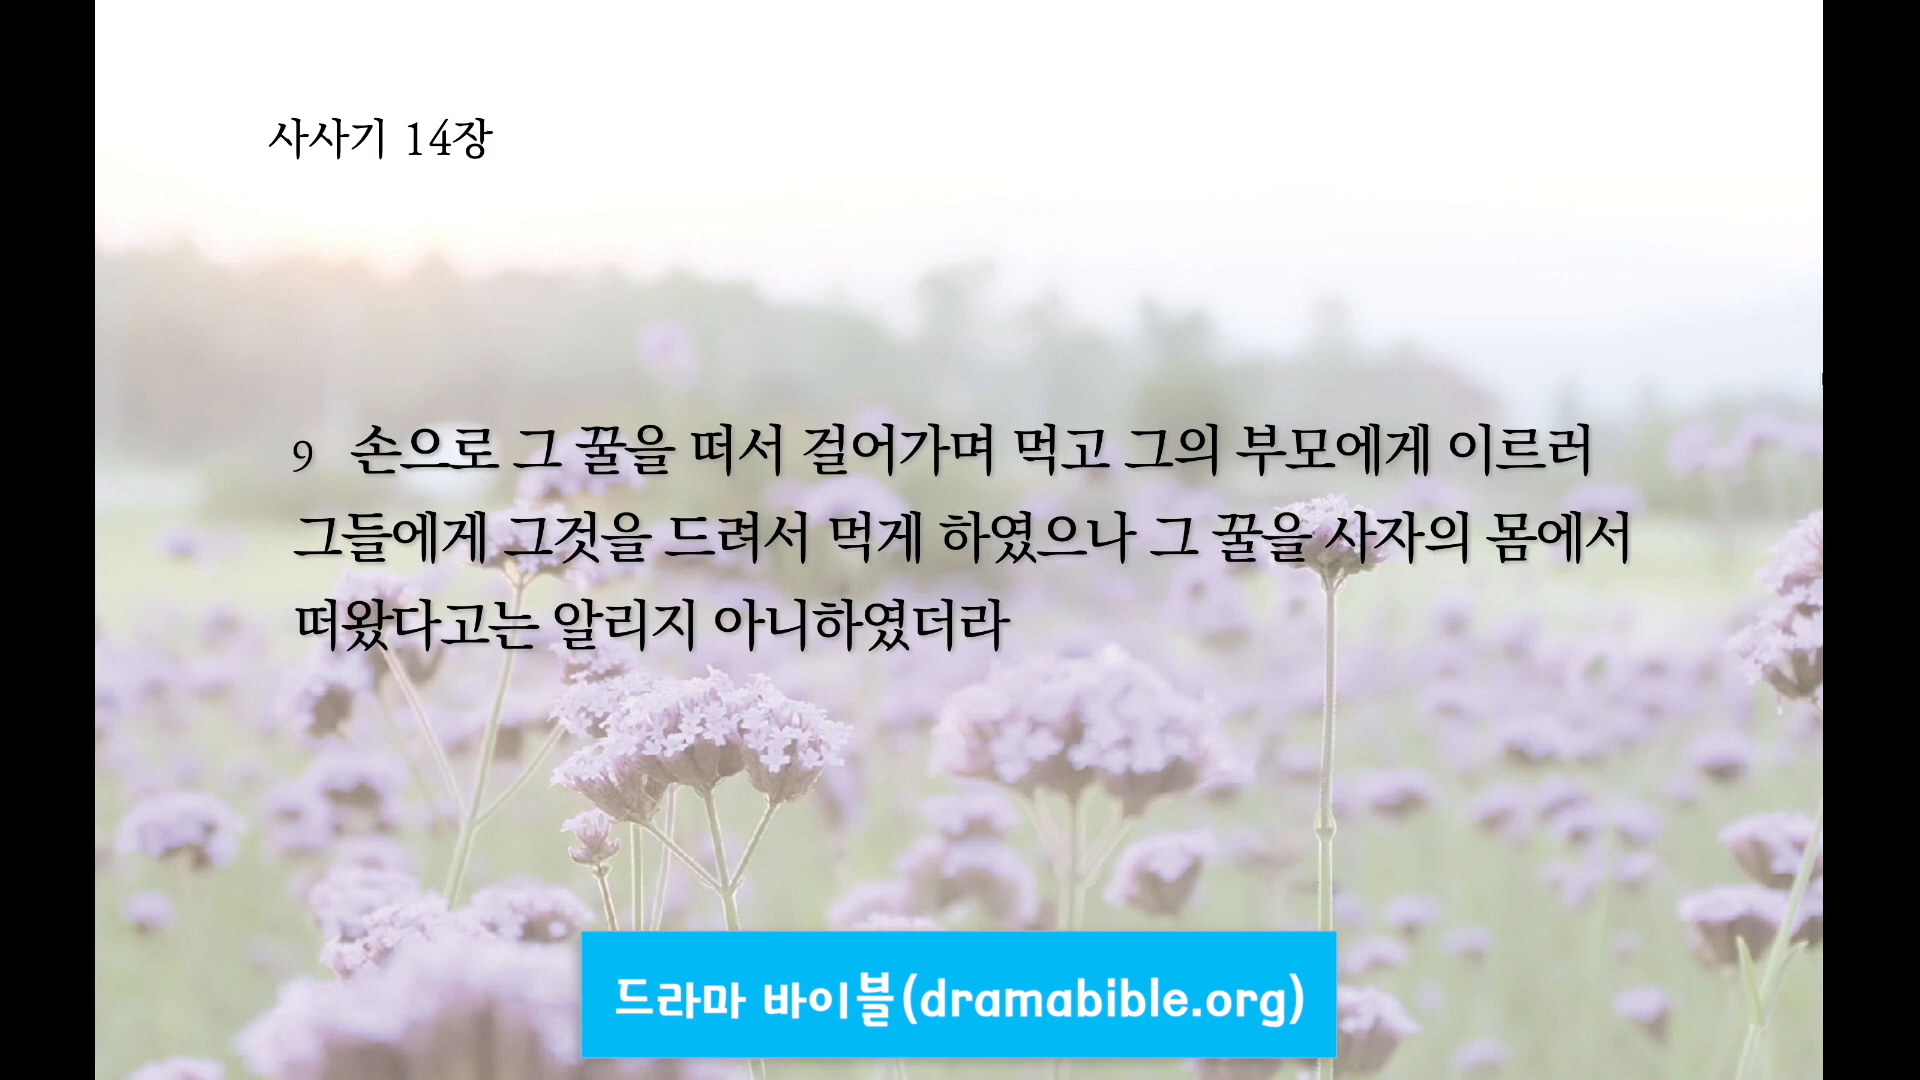 사사기 14장
9 손으로 그 꿀을 떠서 걸어가며 먹고 그의 부모에게 이르러
그들에게 그것을 드려서 먹게 하였으나 그 꿀을 사자의 몸에서
떠왔다고는 알리지 아니하였더라
드라마 바이블(dramabible.org)